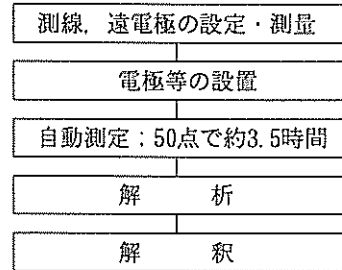 測線，遠電極の設定・測量
電極等の設置
自動測定；50点で約3.5時間
解　　　析
解　　　釈